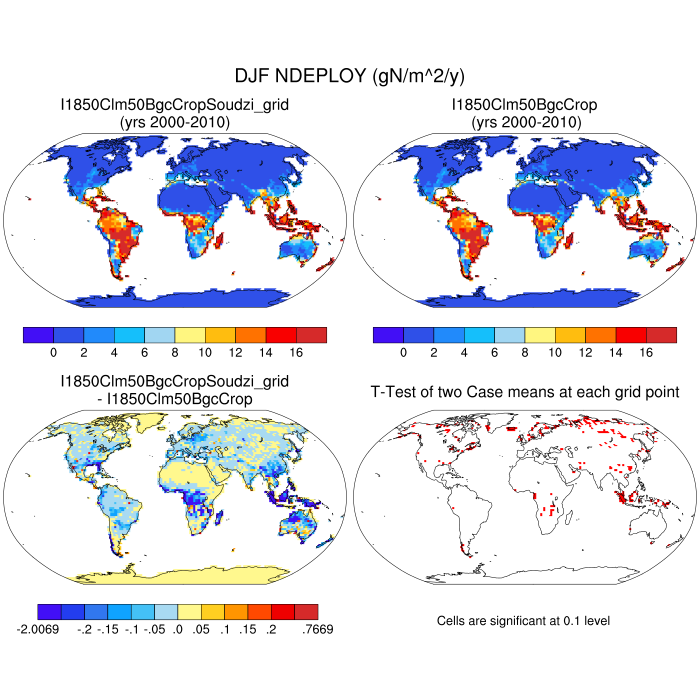 DJF NDEPLOY (gN/m^2/y)
I1850Clm50BgcCropSoudzi_grid
(yrs 2000-2010)
I1850Clm50BgcCrop
(yrs 2000-2010)
0 2 4 6 8 10 12 14 16
0 2 4 6 8 10 12 14 16
I1850Clm50BgcCropSoudzi_grid
- I1850Clm50BgcCrop
T-Test of two Case means at each grid point
-2.0069 -.2 -.15 -.1 -.05 .0 .05 .1 .15 .2 .7669
Cells are significant at 0.1 level